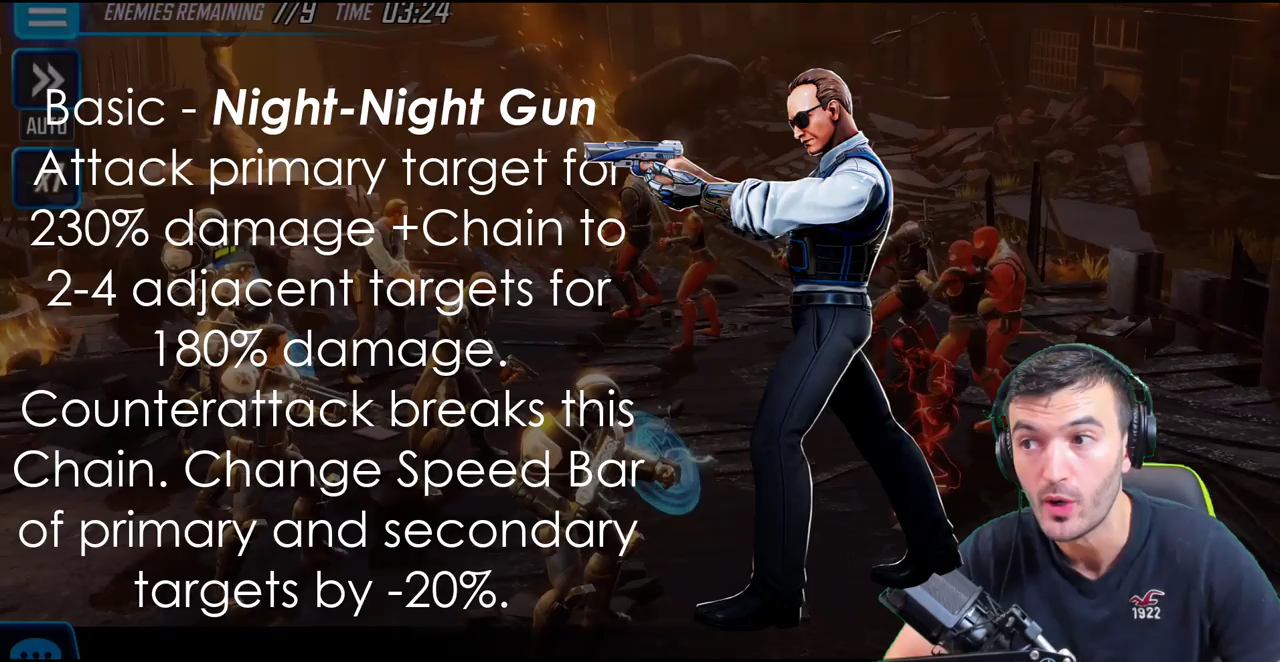 ENEMIES REMAINING 7/9 TIME 03:24
Basic - Night-Night Gun
AUTO
Attack primary target for
230% damage +Chain to
2-4 adjacent targets for
180% damage.
Counterattack breaks this
Chain. Change Speed Bar
of primary and secondary
targets by -20%.
1922